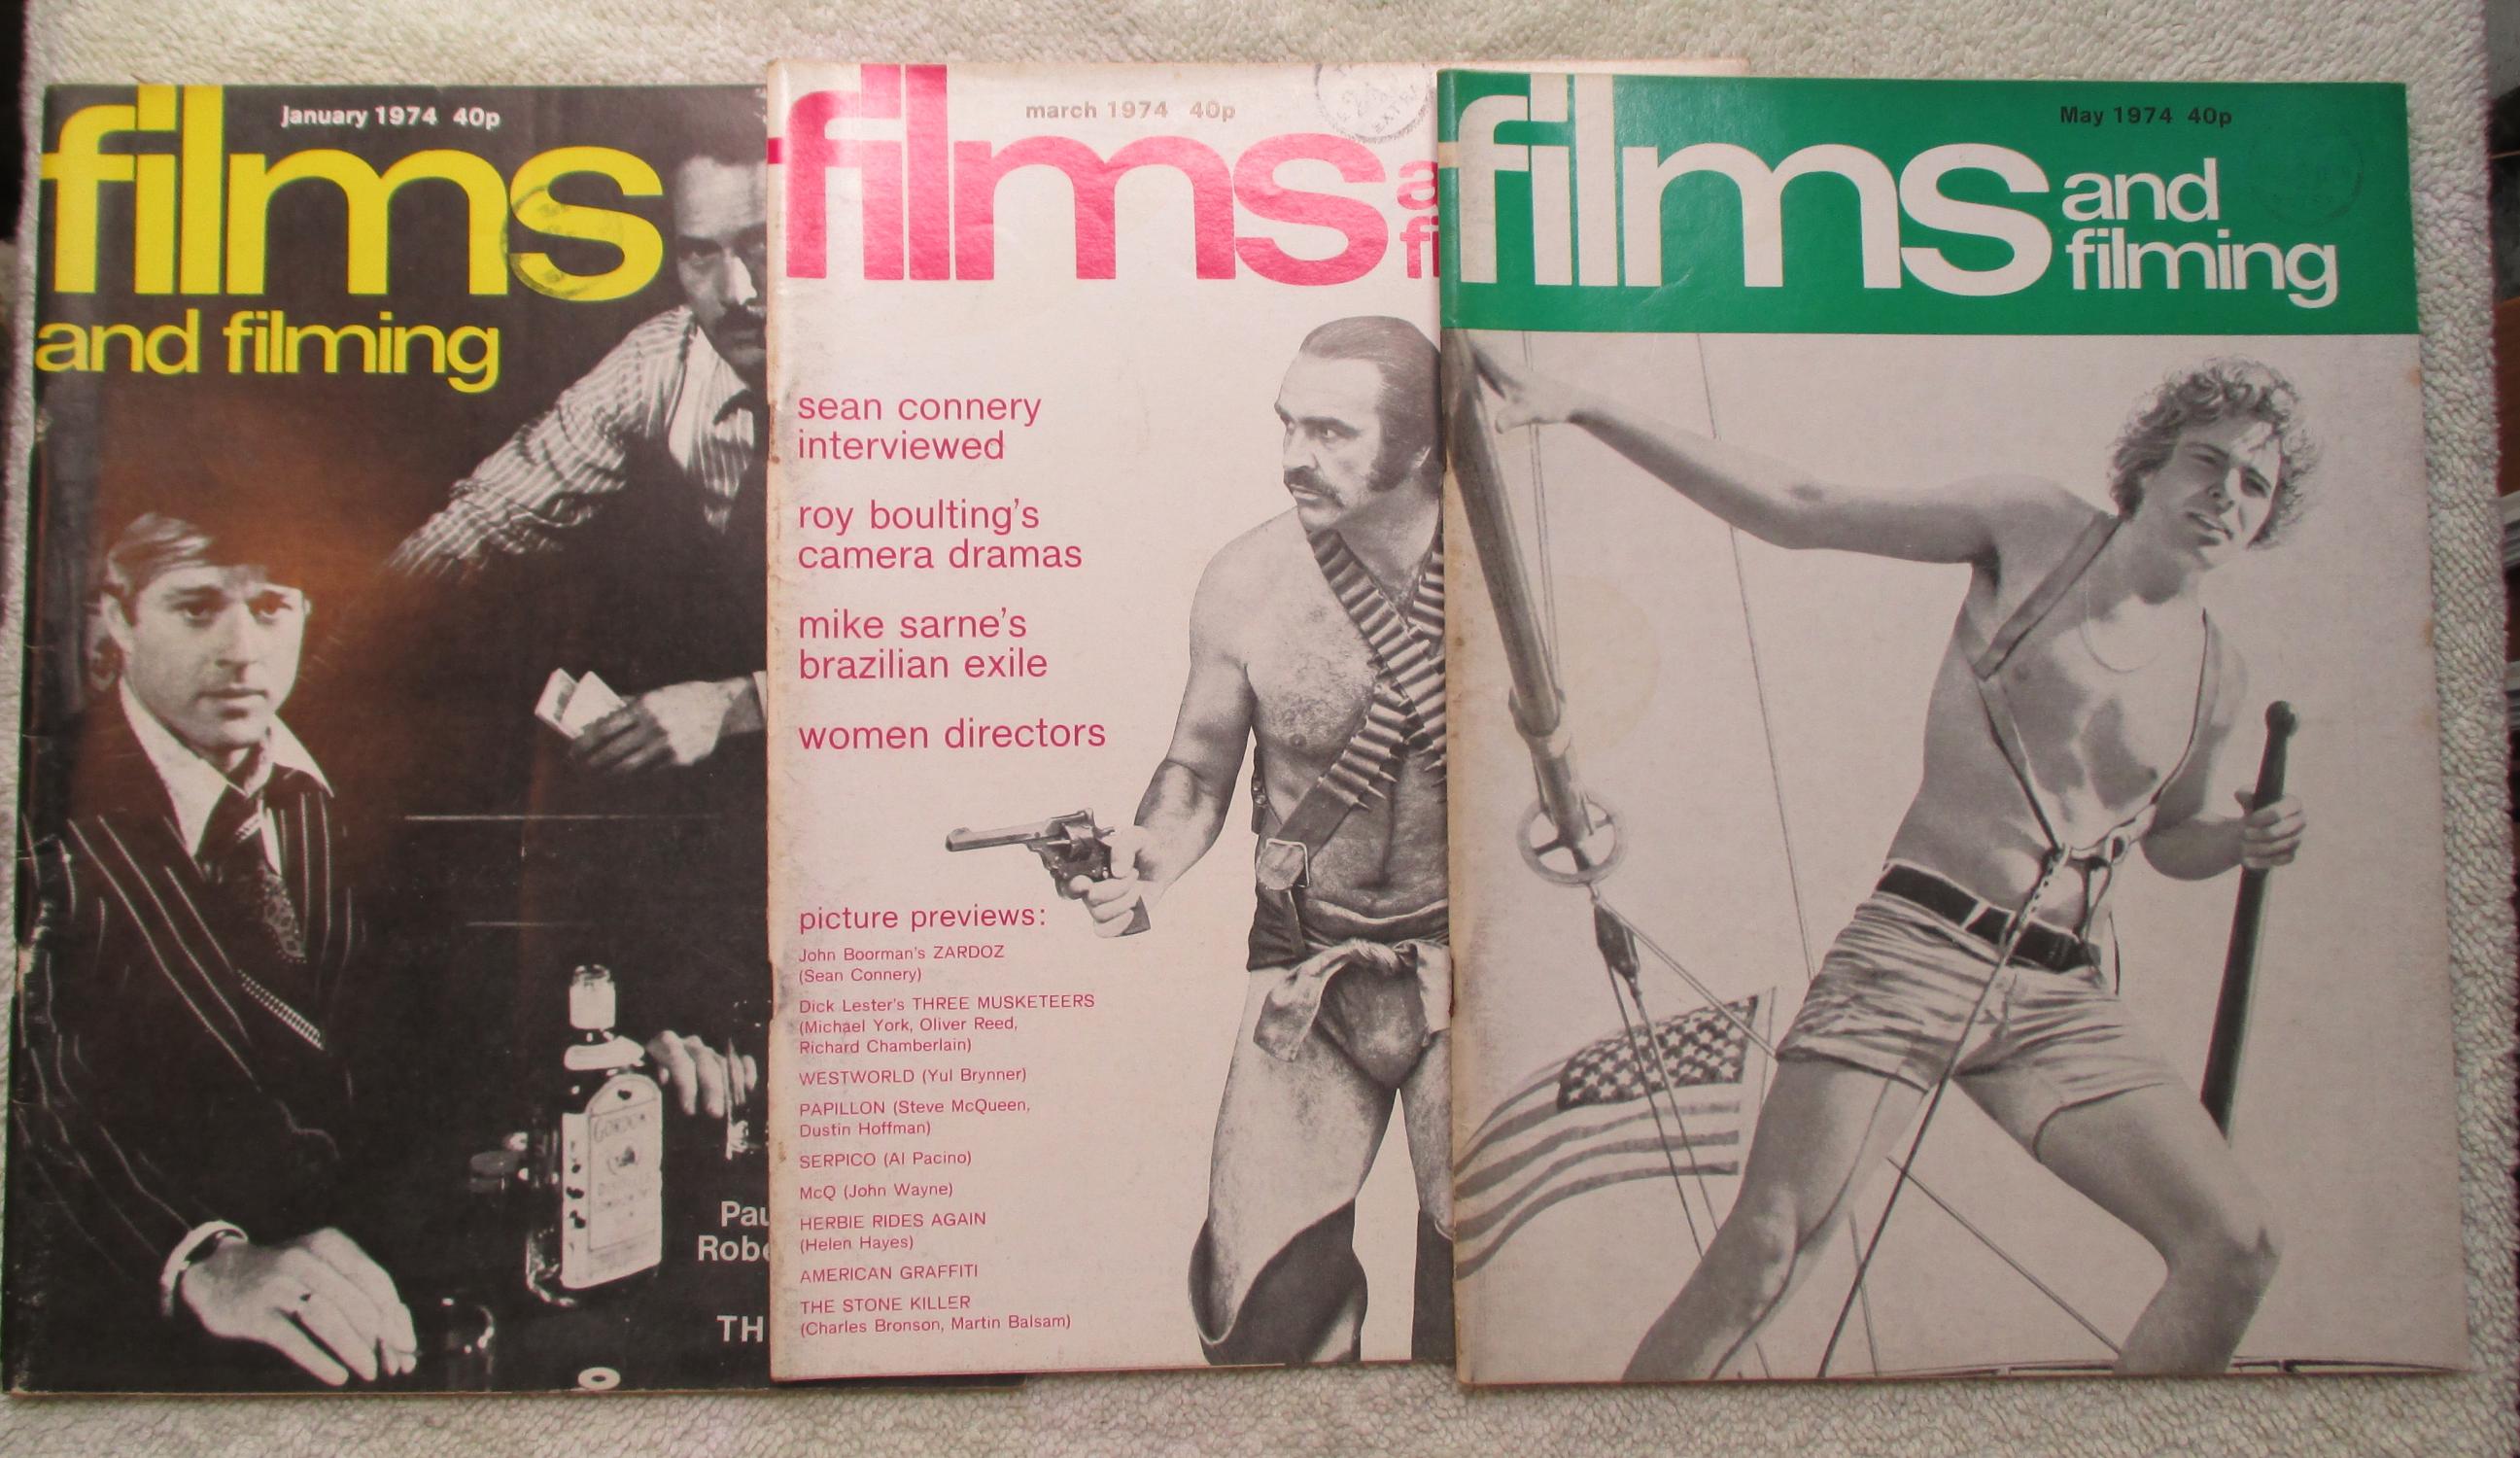 january 1974 40p
films
and filming
GORDON
Pau
Robe
TH
march 1974 40p
films
a
fi
sean connery
interviewed
roy boulting's
camera dramas
mike sarne's
brazilian exile
women directors
picture previews:
John Boorman's ZARDOZ
(Sean Connery)
Dick Lester's THREE MUSKETEERS
(Michael York, Oliver Reed,
Richard Chamberlain)
WESTWORLD (Yul Brynner)
PAPILLON (Steve McQueen,
Dustin Hoffman)
SERPICO (Al Pacino)
McQ (John Wayne)
HERBIE RIDES AGAIN
(Helen Hayes)
AMERICAN GRAFFITI
THE STONE KILLER
(Charles Bronson, Martin Balsam)
May 1974 40p
films and
filming